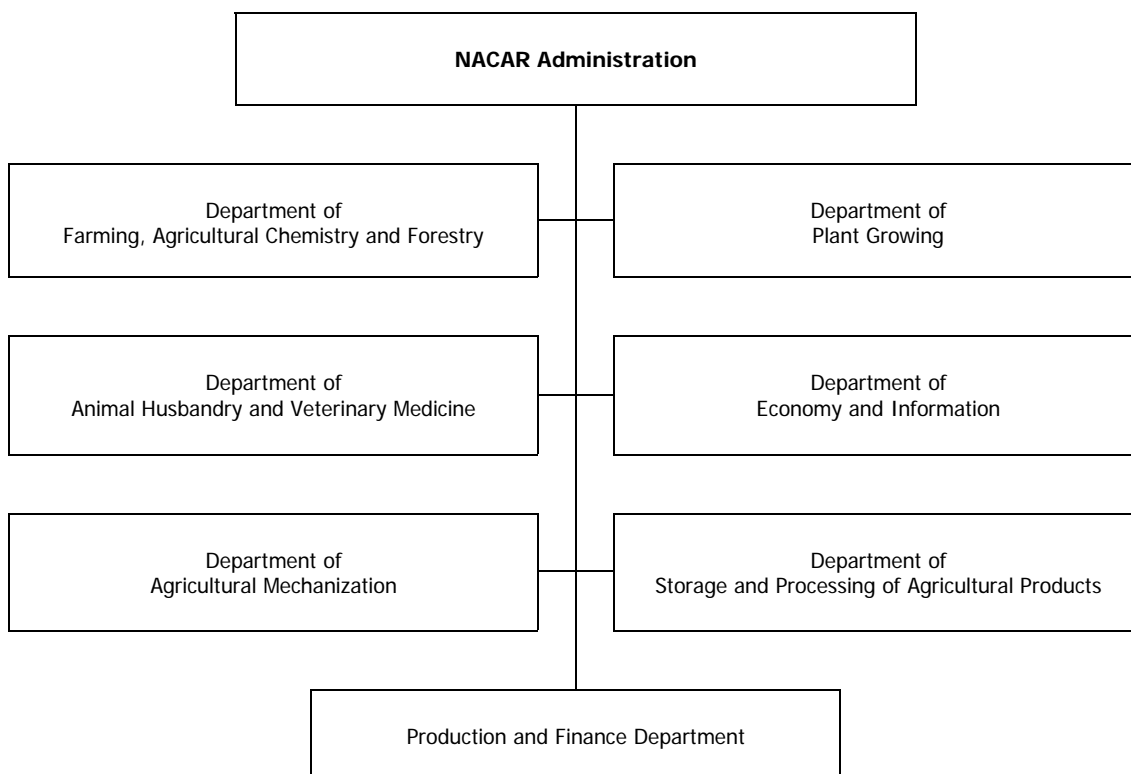 NACAR Administration
Department of
Farming, Agricultural Chemistry and Forestry
Department of
Plant Growing
Department of
Animal Husbandry and Veterinary Medicine
Department of
Economy and Information
Department of
Agricultural Mechanization
Department of
Storage and Processing of Agricultural Products
Production and Finance Department